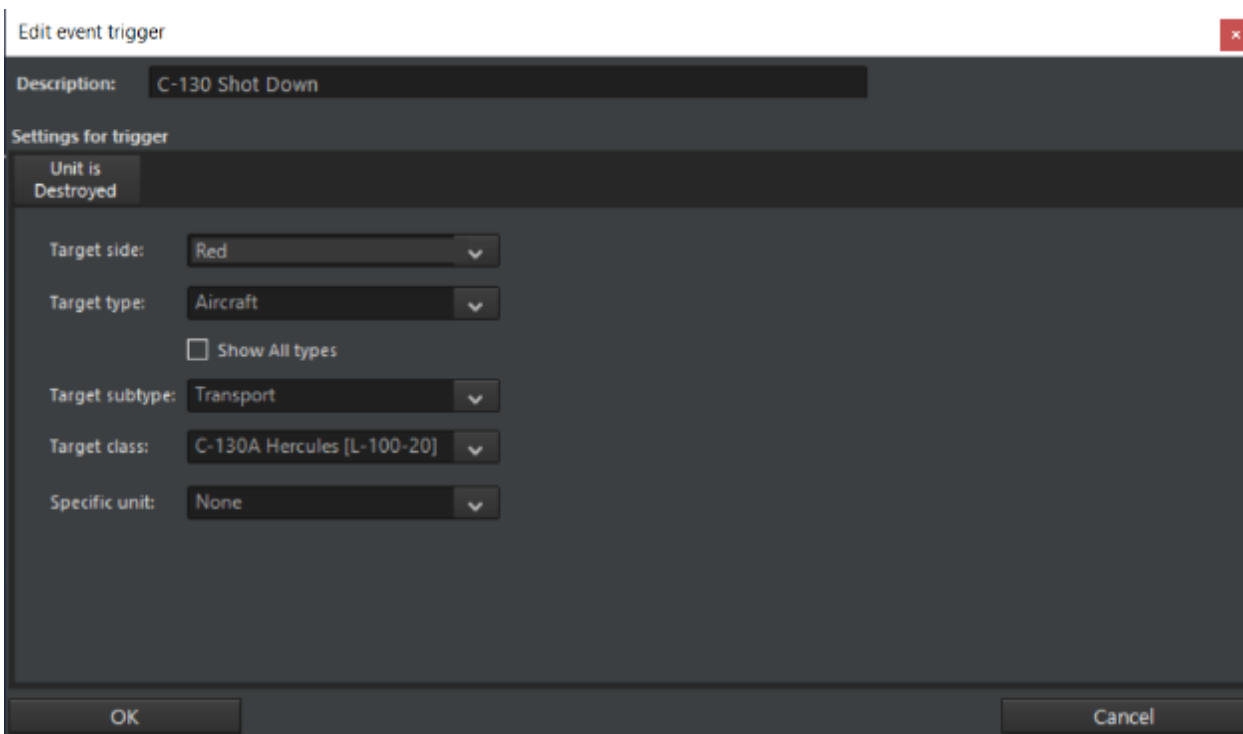 Edit event trigger
Description: C-130 Shot Down
Settings for trigger
Unit is
Destroyed
Target side: Red
Target type: Aircraft
Show All types
Target subtype: Transport
Target class: C-130A Hercules [L-100-20]
Specific unit: None
OK Cancel